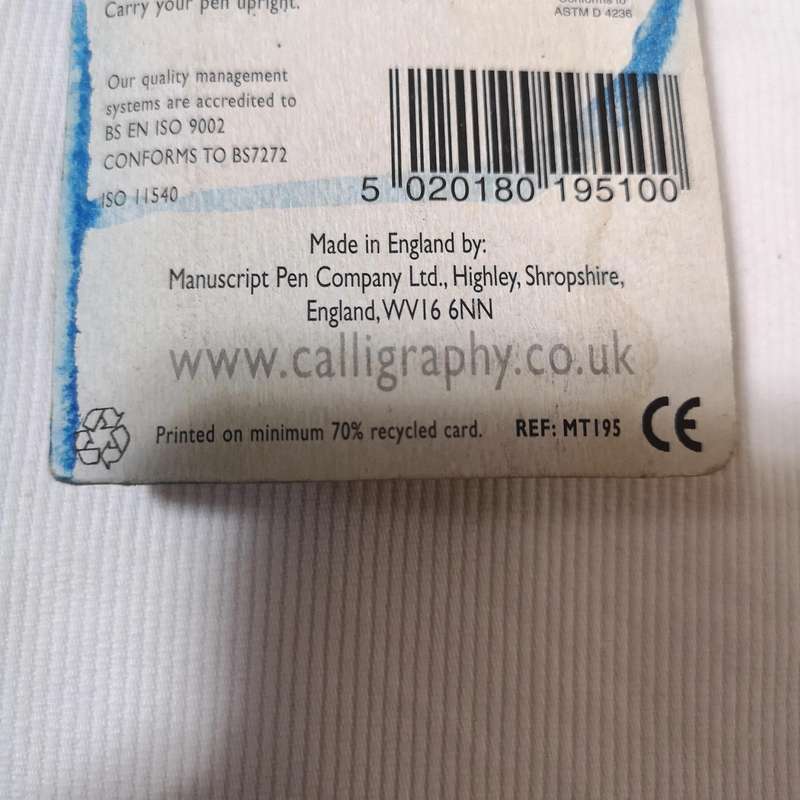 Carry your pen upright.
Conforms to
ASTM D 4236
Our quality management
systems are accredited to
BS EN ISO 9002
CONFORMS TO BS7272
ISO 11540
5 020180 195100
Made in England by:
Manuscript Pen Company Ltd., Highley, Shropshire,
England, WV16 6NN
www.calligraphy.co.uk
Printed on minimum 70% recycled card. REF: MT195 CE